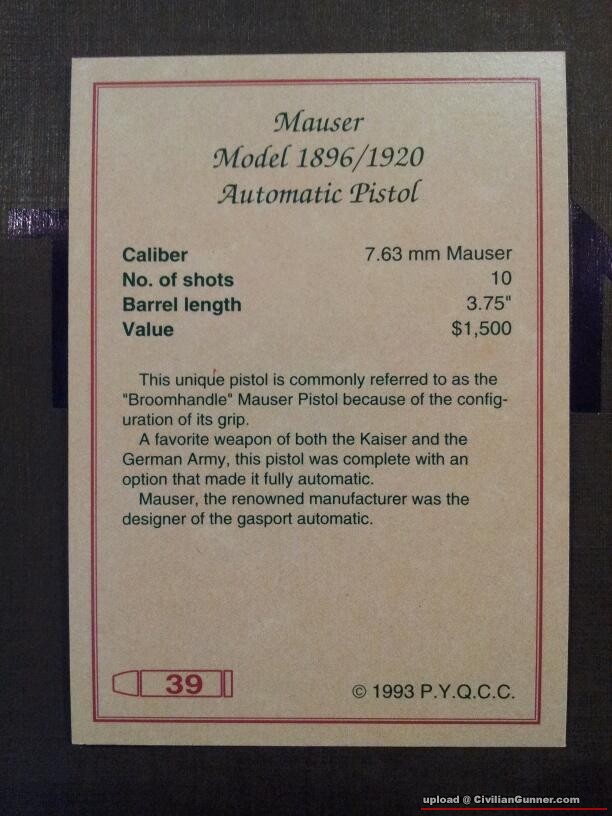 Mauser
Model 1896/1920
Automatic Pistol
Caliber 7.63 mm Mauser
No. of shots 10
Barrel length 3.75"
Value $1,500
This unique pistol is commonly referred to as the
"Broomhandle" Mauser Pistol because of the config-
uration of its grip.
A favorite weapon of both the Kaiser and the
German Army, this pistol was complete with an
option that made it fully automatic.
Mauser, the renowned manufacturer was the
designer of the gasport automatic.
39
© 1993 P.Y.Q.C.C.
upload @ CivilianGunner.com